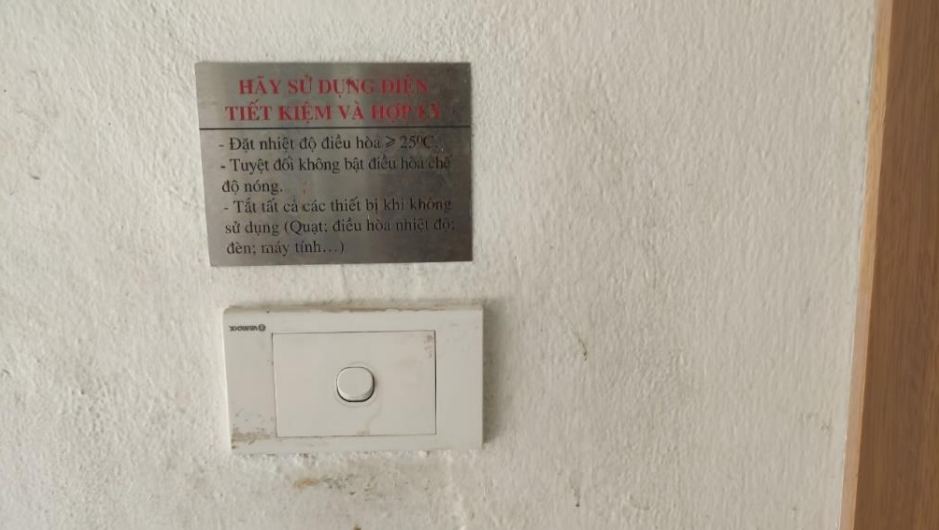 HÃY SỬ DỤNG ĐIỆN
TIẾT KIỆM VÀ HỢP LÝ
- Đặt nhiệt độ điều hòa ⩾ 25⁰C.
- Tuyệt đối không bật điều hòa chế
độ nóng.
- Tắt tất cả các thiết bị khi không
sử dụng (Quạt; điều hòa nhiệt độ;
đèn; máy tính...)